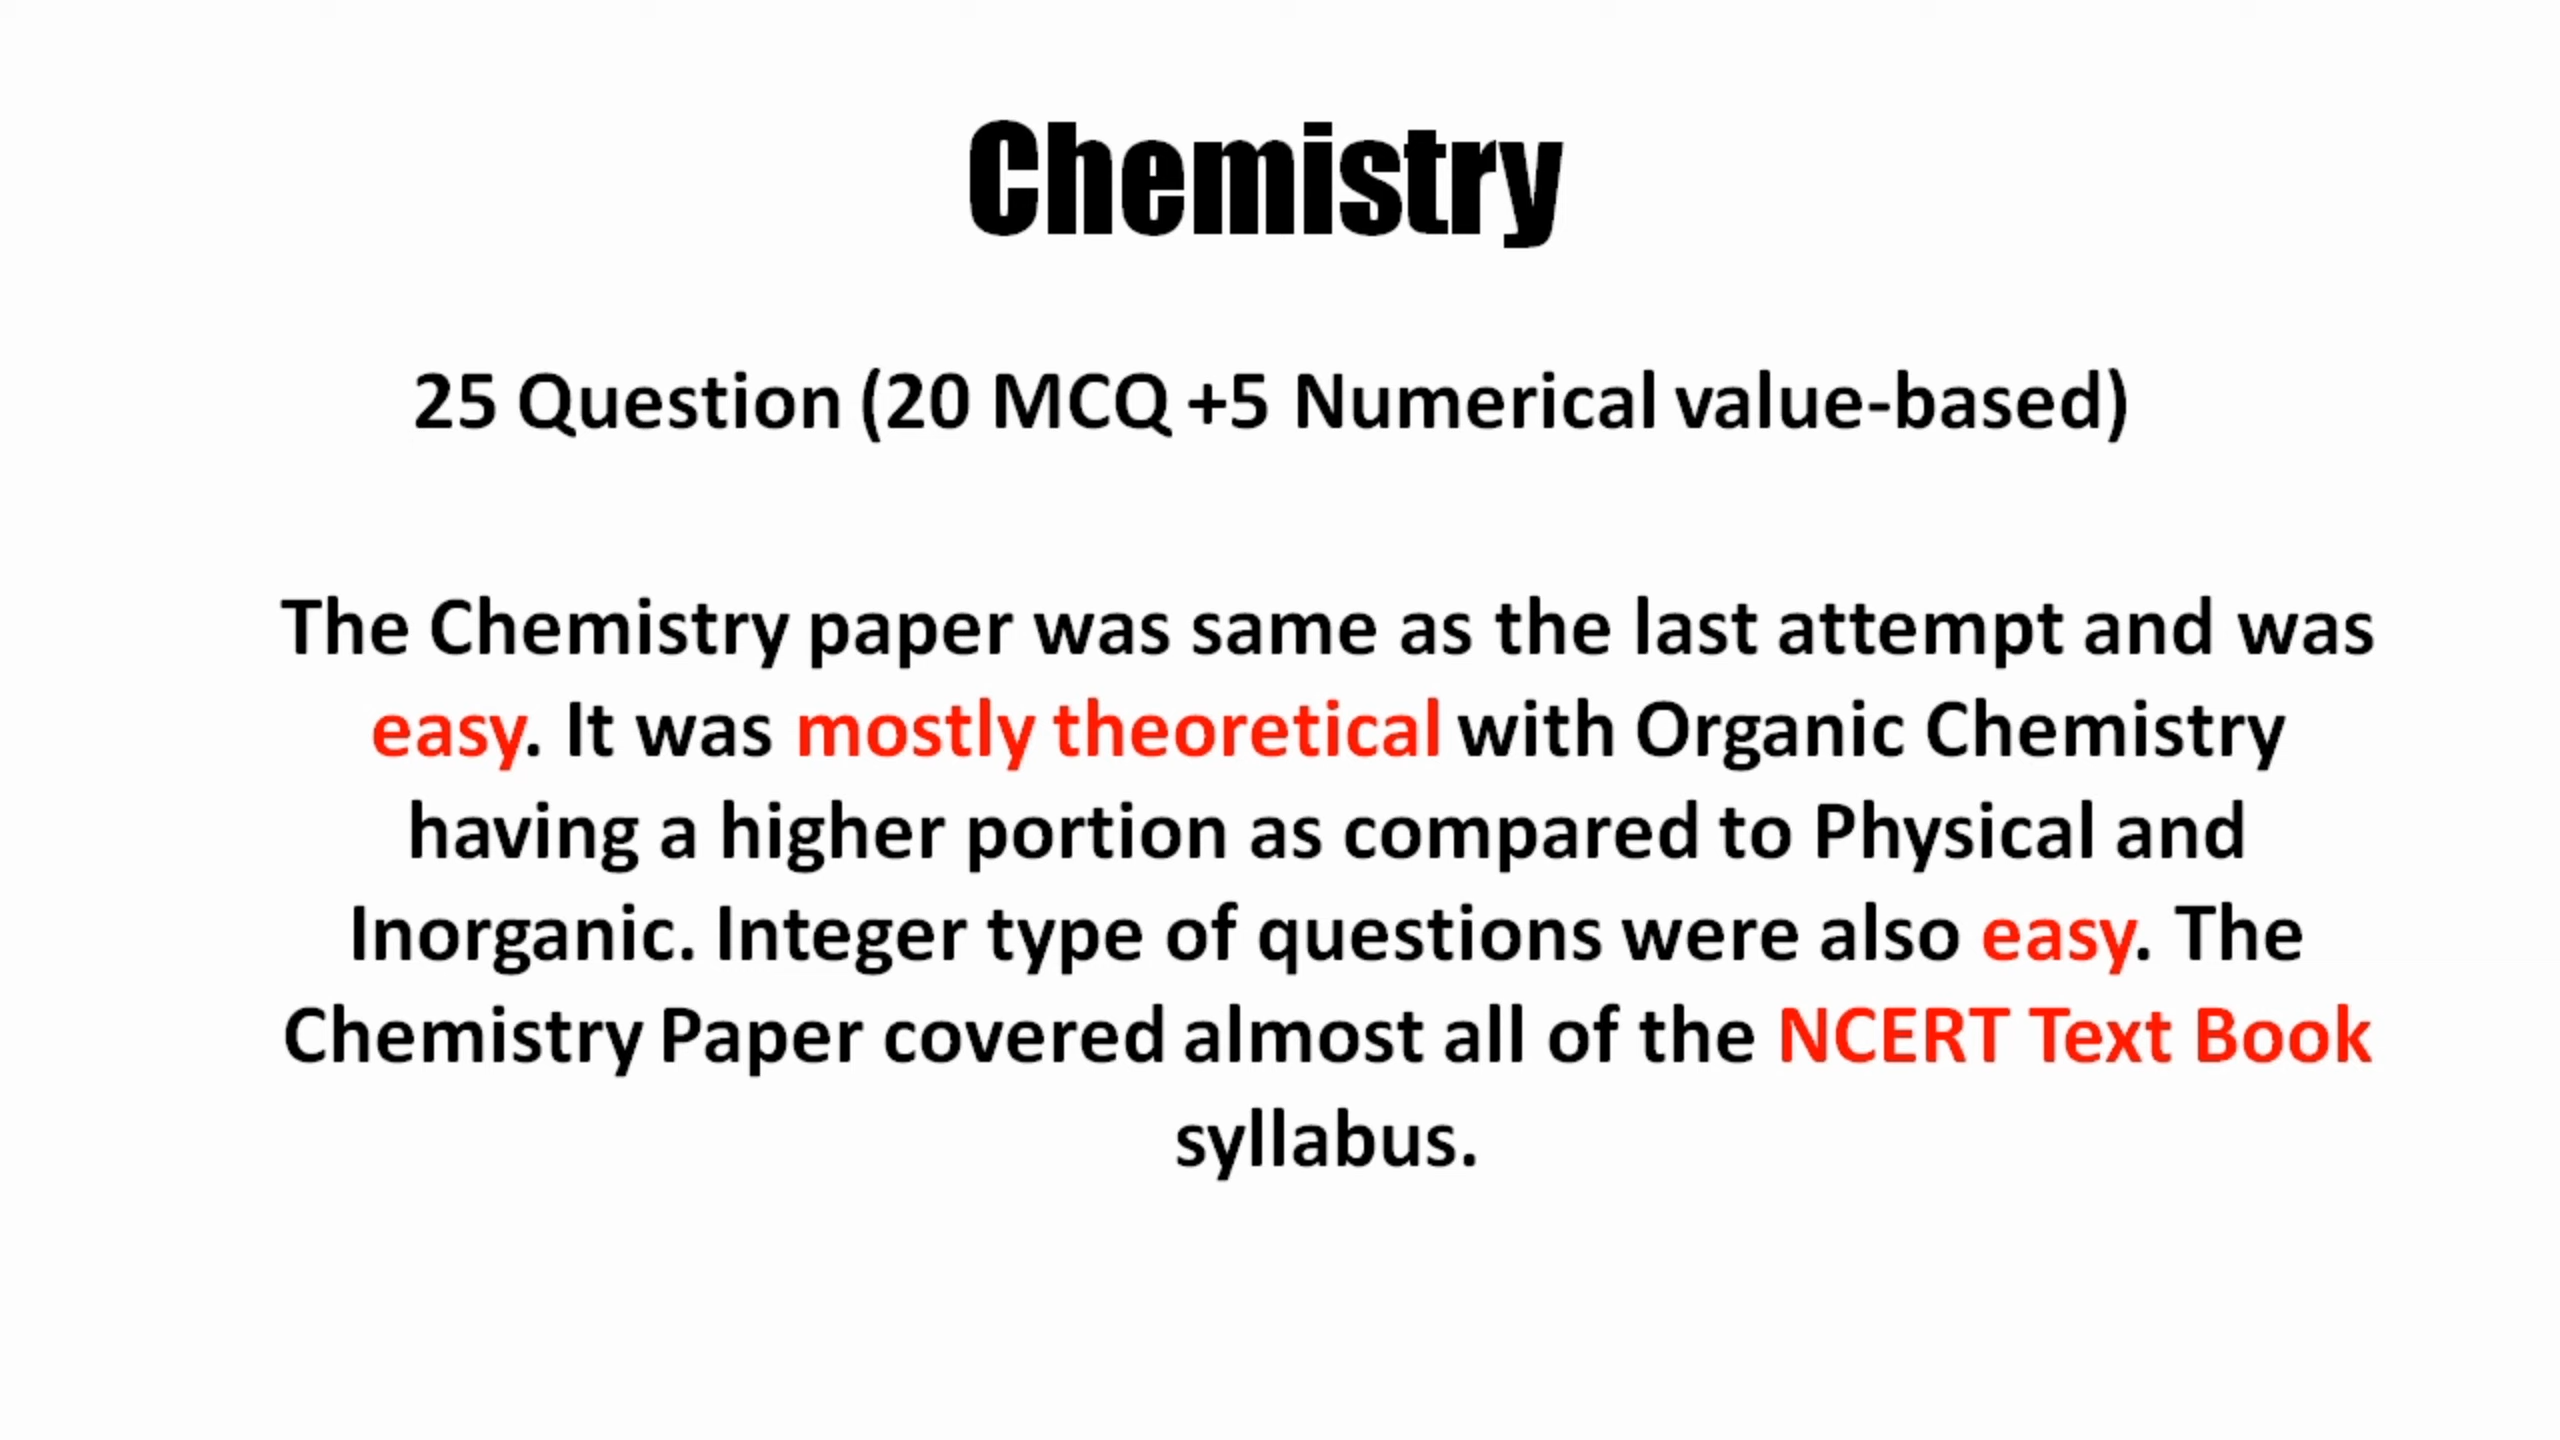 Chemistry
25 Question (20 MCQ +5 Numerical value-based)
The Chemistry paper was same as the last attempt and was
easy. It was mostly theoretical with Organic Chemistry
having a higher portion as compared to Physical and
Inorganic. Integer type of questions were also easy. The
Chemistry Paper covered almost all of the NCERT Text Book
syllabus.